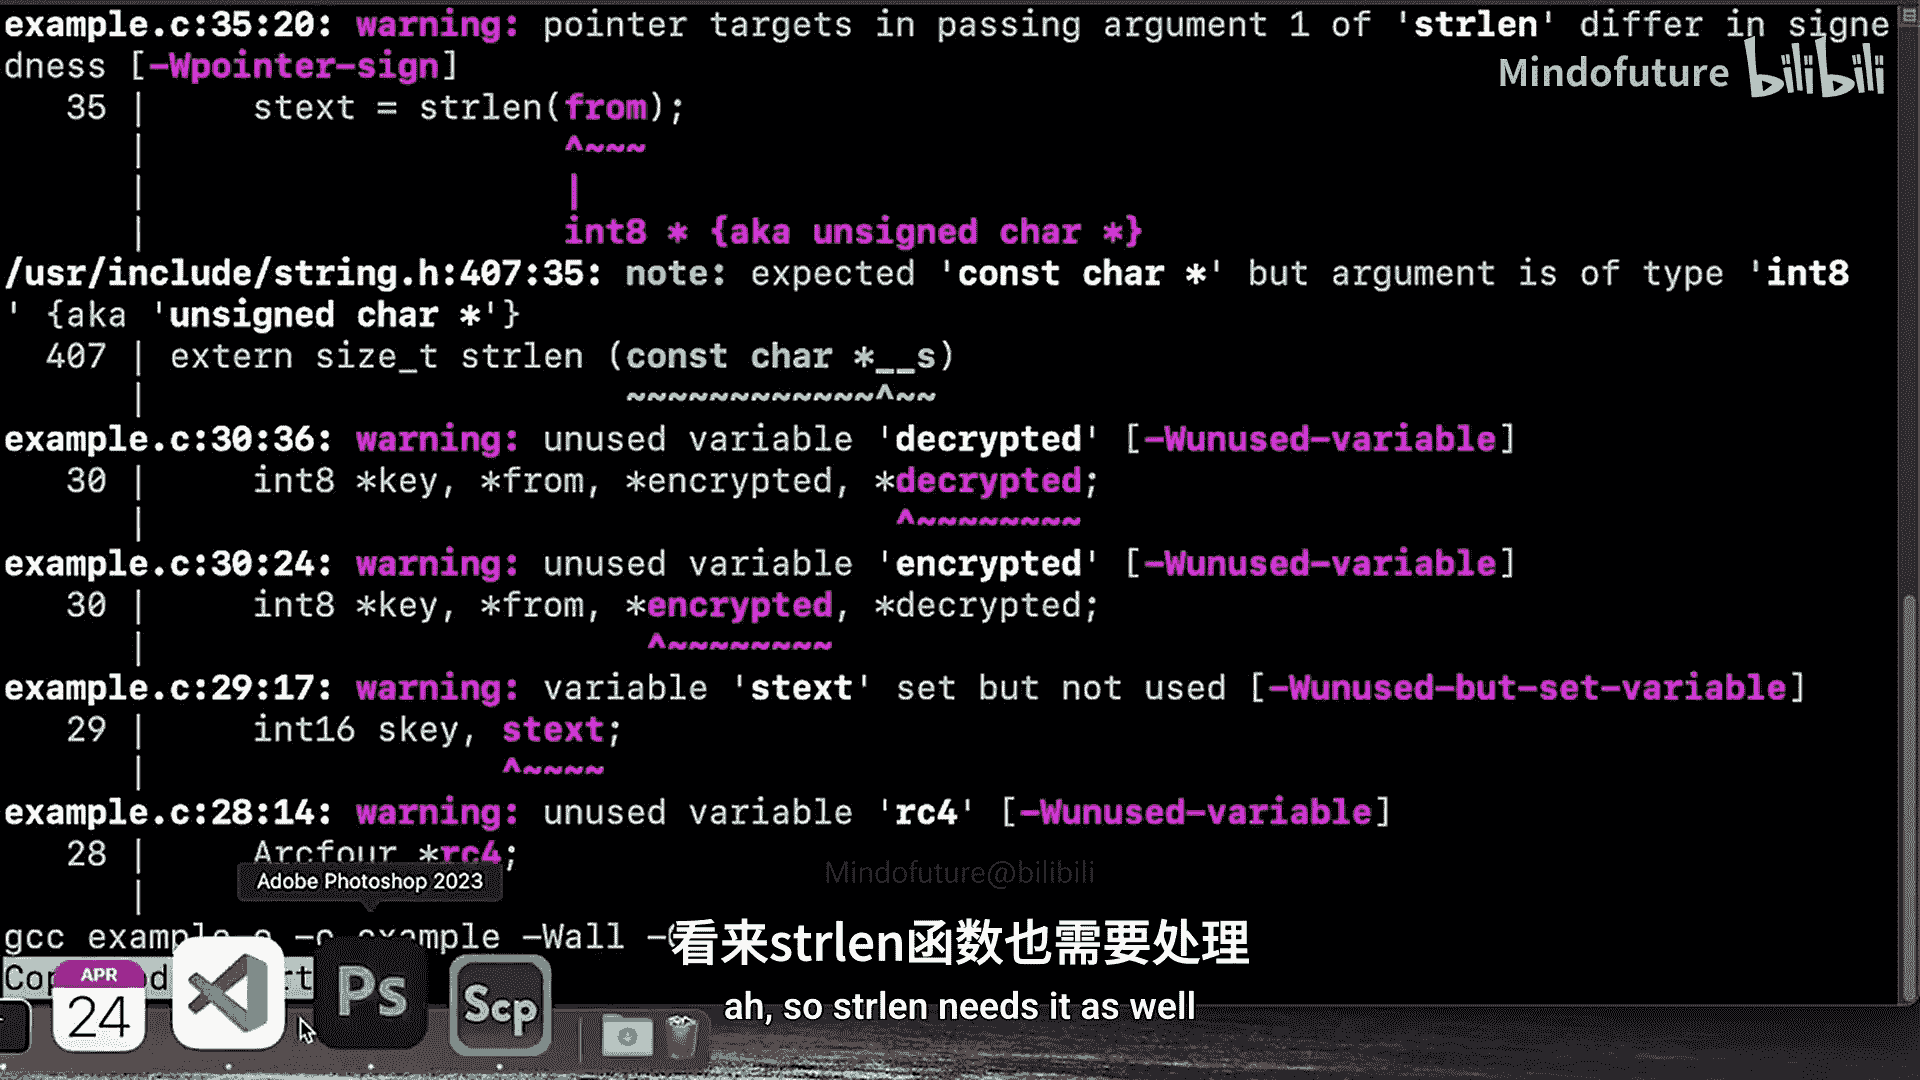 example.c:35:20: warning: pointer targets in passing argument 1 of 'strlen' differ in signe
dness [-Wpointer-sign]
Mindofuture bilibili
35 |     stext = strlen(from);
|                    ^~~~
|                    |
|                    int8 * {aka unsigned char *}
/usr/include/string.h:407:35: note: expected 'const char *' but argument is of type 'int8
' {aka 'unsigned char *'}
407 | extern size_t strlen (const char *__s)
|                       ~~~~~~~~~~~~^~~
example.c:30:36: warning: unused variable 'decrypted' [-Wunused-variable]
30 |     int8 *key, *from, *encrypted, *decrypted;
|                                    ^~~~~~~~~
example.c:30:24: warning: unused variable 'encrypted' [-Wunused-variable]
30 |     int8 *key, *from, *encrypted, *decrypted;
|                        ^~~~~~~~~
example.c:29:17: warning: variable 'stext' set but not used [-Wunused-but-set-variable]
29 |     int16 skey, stext;
|                 ^~~~~
example.c:28:14: warning: unused variable 'rc4' [-Wunused-variable]
28 |     Arcfour *rc4;
|
Adobe Photoshop 2023
Mindofuture@bilibili
gcc example.c -o example -Wall
看来strlen函数也需要处理
APR
24
Ps
Scp
ah, so strlen needs it as well